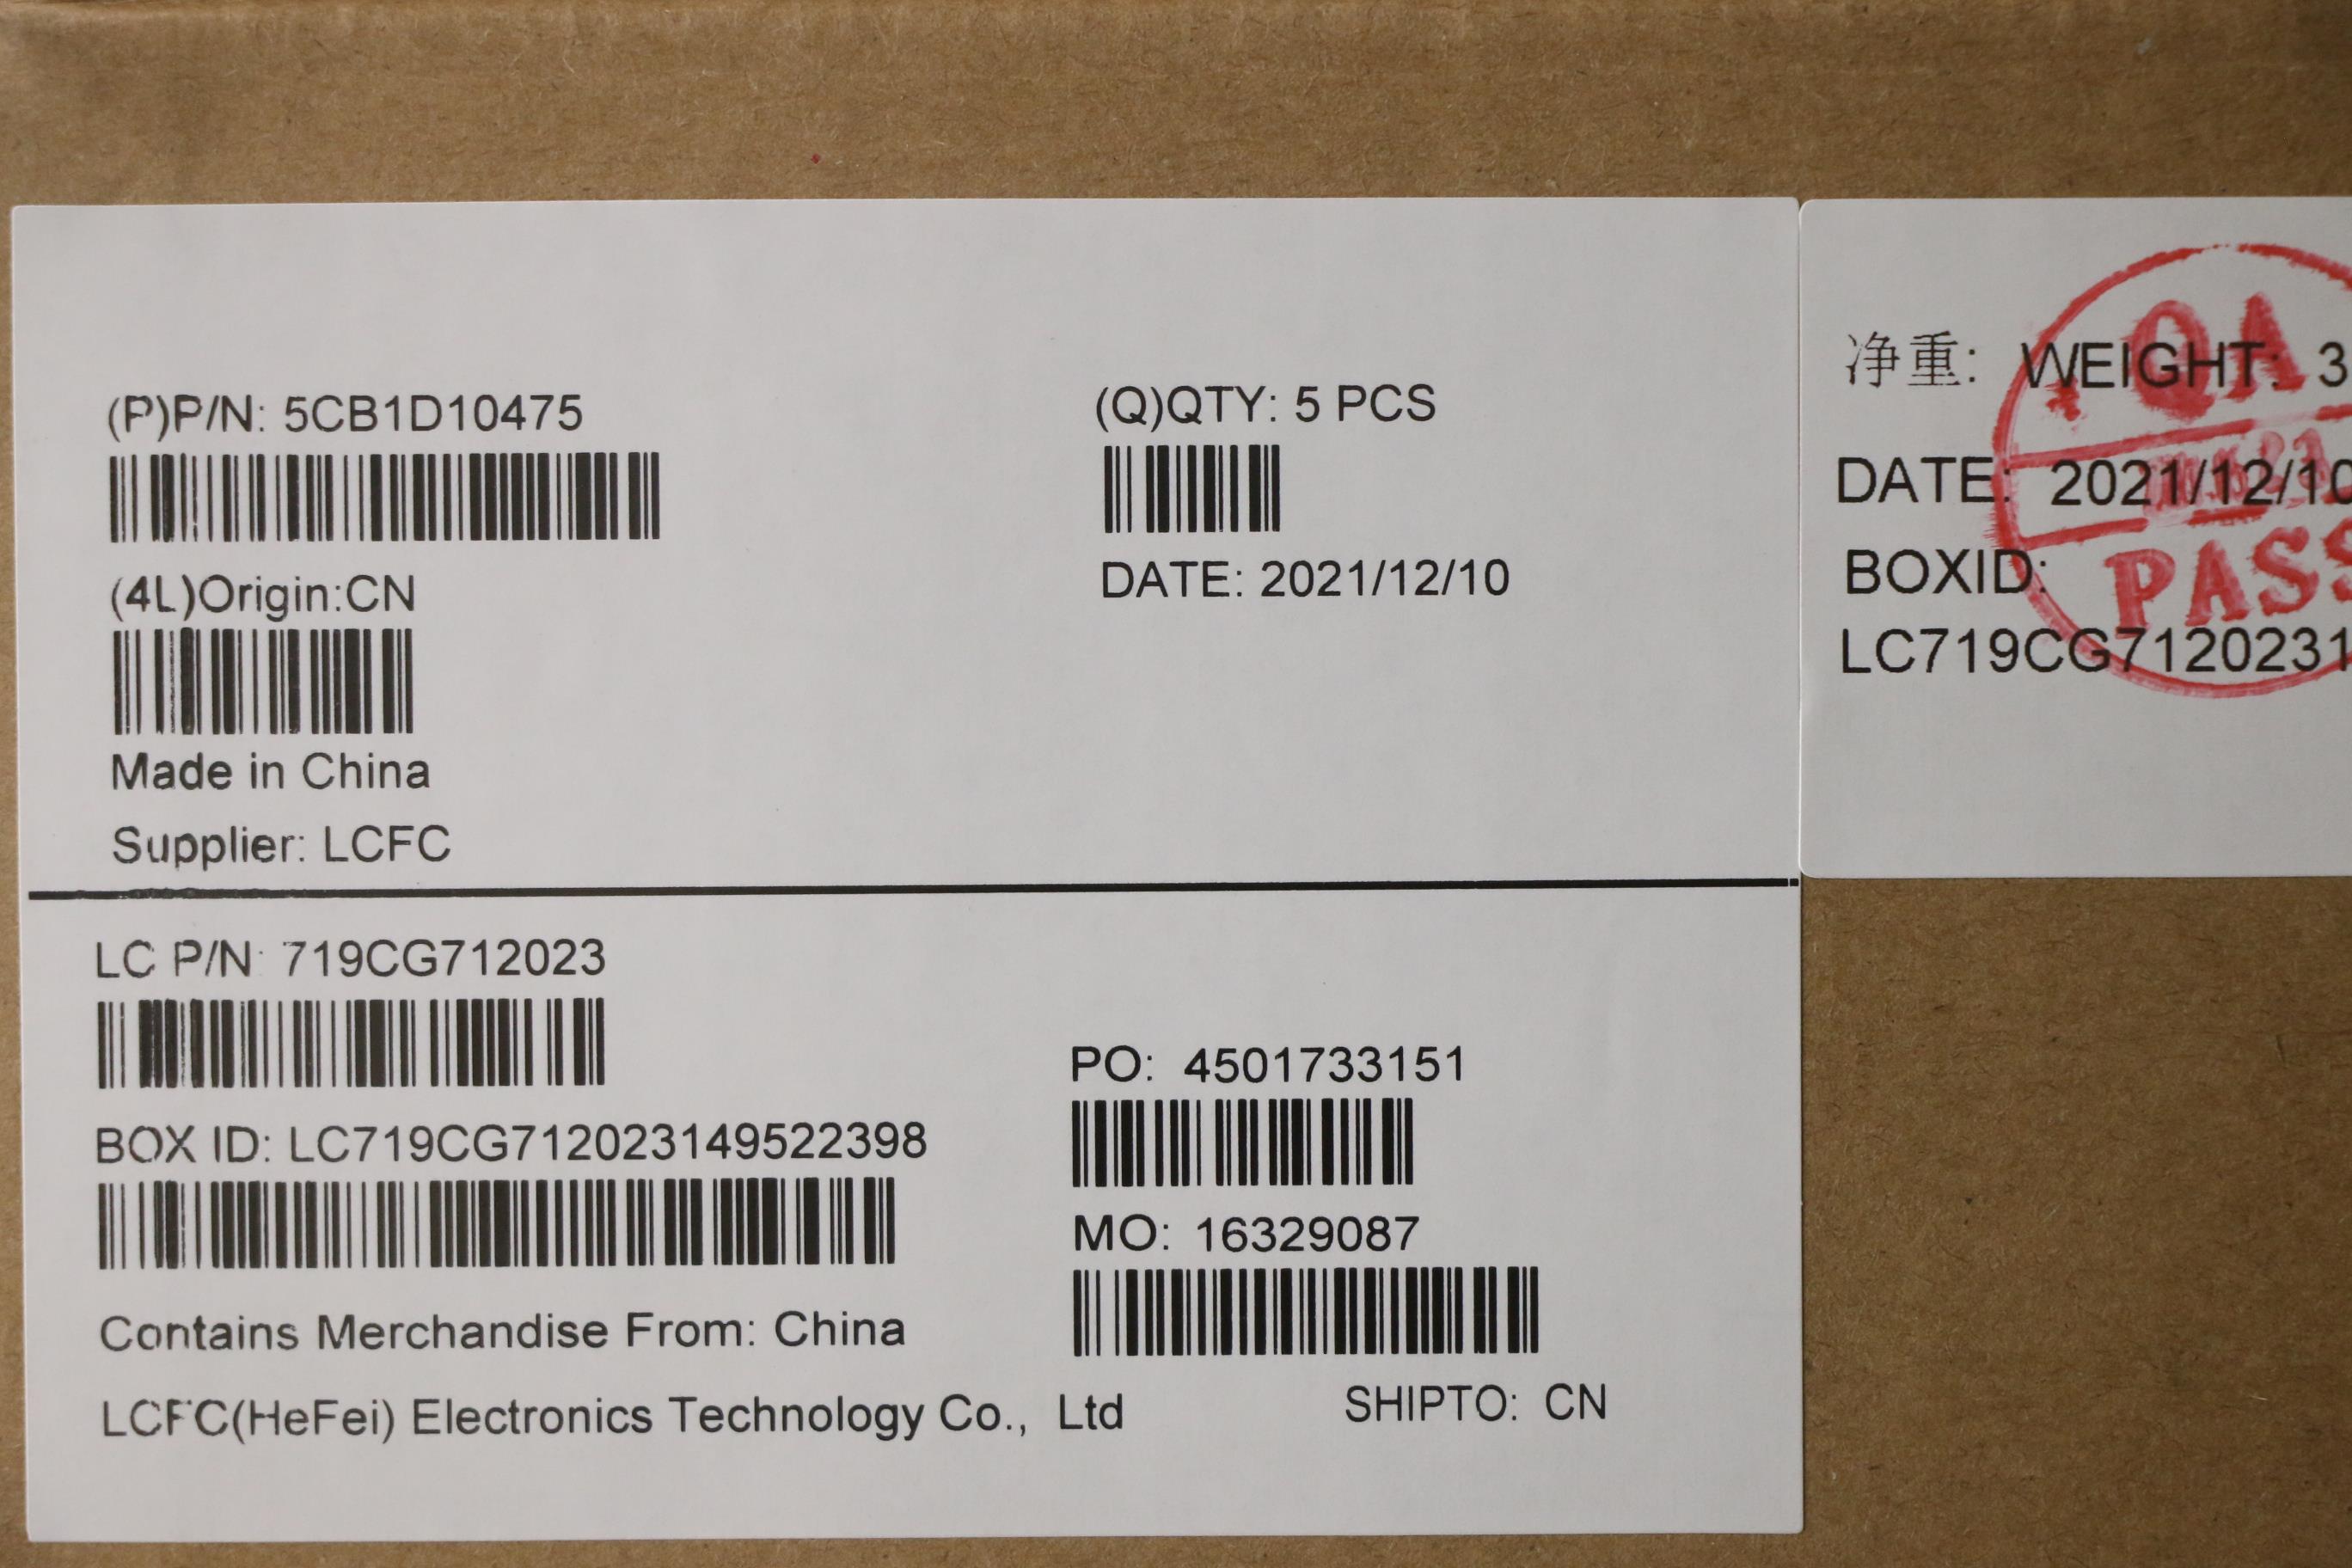 (P)P/N: 5CB1D10475
(Q)QTY: 5 PCS
(4L)Origin:CN
DATE: 2021/12/10
Made in China
Supplier: LCFC
LC P/N: 719CG712023
PO: 4501733151
BOX ID: LC719CG712023149522398
MO: 16329087
Contains Merchandise From: China
LCFC(HeFei) Electronics Technology Co., Ltd
SHIPTO: CN
净重: WEIGHT: 3
DATE: 2021/12/10
BOXID:
LC719CG7120231
QA
PASS